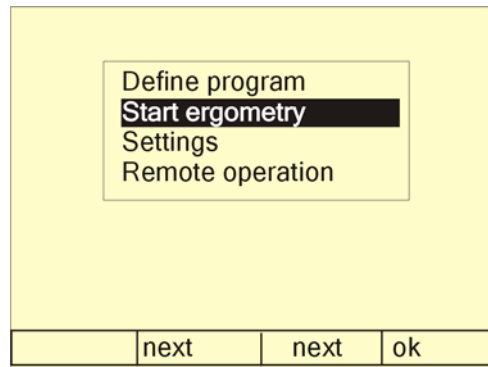 Define program
Start ergometry
Settings
Remote operation
next next ok